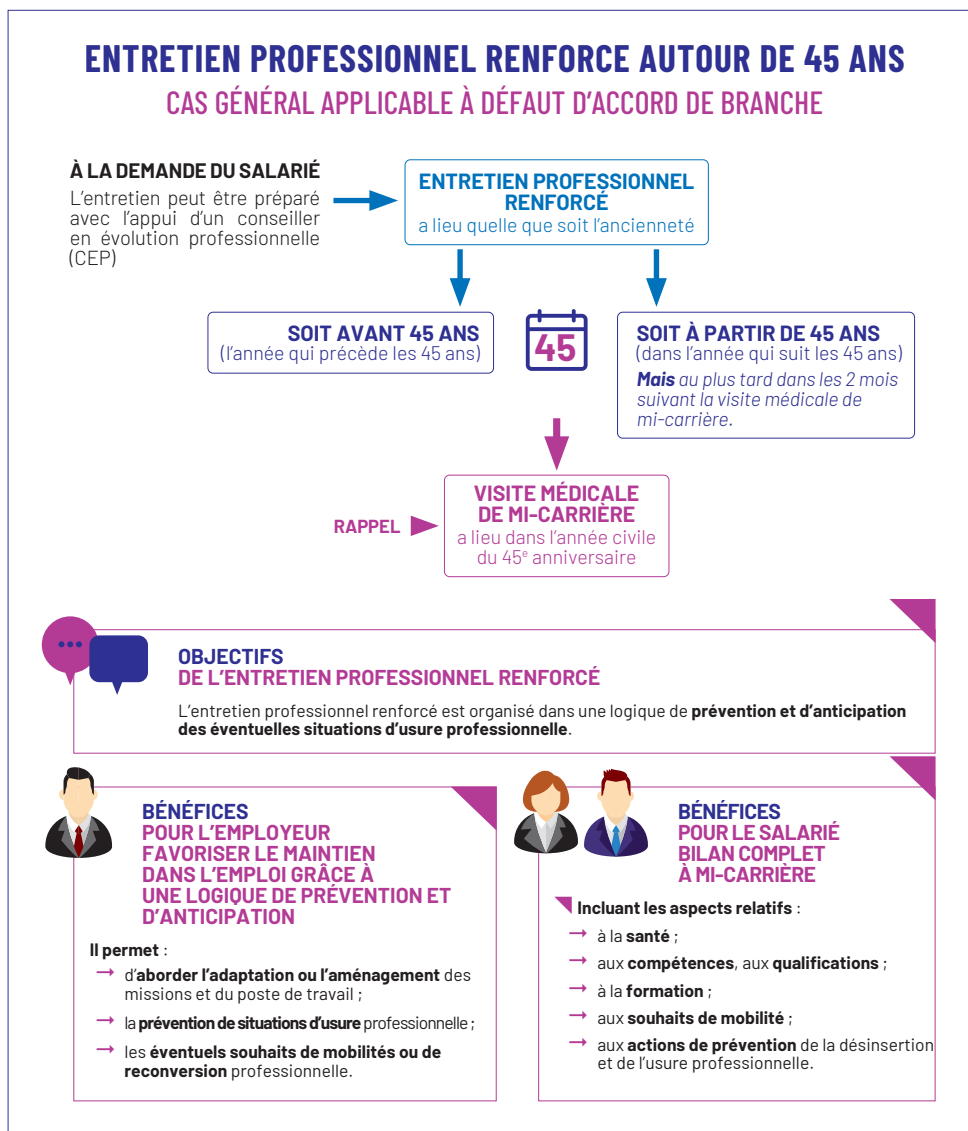 ENTRETIEN PROFESSIONNEL RENFORCE AUTOUR DE 45 ANS
CAS GÉNÉRAL APPLICABLE À DÉFAUT D'ACCORD DE BRANCHE
À LA DEMANDE DU SALARIÉ
L'entretien peut être préparé
avec l'appui d'un conseiller
en évolution professionnelle
(CEP)
ENTRETIEN PROFESSIONNEL
RENFORCÉ
a lieu quelle que soit l'ancienneté
SOIT AVANT 45 ANS
(l'année qui précède les 45 ans)
45
SOIT À PARTIR DE 45 ANS
(dans l'année qui suit les 45 ans)
Mais au plus tard dans les 2 mois
suivant la visite médicale de
mi-carrière.
RAPPEL
VISITE MÉDICALE
DE MI-CARRIÈRE
a lieu dans l'année civile
du 45e anniversaire
OBJECTIFS
DE L'ENTRETIEN PROFESSIONNEL RENFORCÉ
L'entretien professionnel renforcé est organisé dans une logique de prévention et d'anticipation
des éventuelles situations d'usure professionnelle.
BÉNÉFICES
POUR L'EMPLOYEUR
FAVORISER LE MAINTIEN
DANS L'EMPLOI GRÂCE À
UNE LOGIQUE DE PRÉVENTION ET
D'ANTICIPATION
Il permet :
→ d'aborder l'adaptation ou l'aménagement des
missions et du poste de travail ;
→ la prévention de situations d'usure professionnelle ;
→ les éventuels souhaits de mobilités ou de
reconversion professionnelle.
BÉNÉFICES
POUR LE SALARIÉ
BILAN COMPLET
À MI-CARRIÈRE
Incluant les aspects relatifs :
→ à la santé ;
→ aux compétences, aux qualifications ;
→ à la formation ;
→ aux souhaits de mobilité ;
→ aux actions de prévention de la désinsertion
et de l'usure professionnelle.